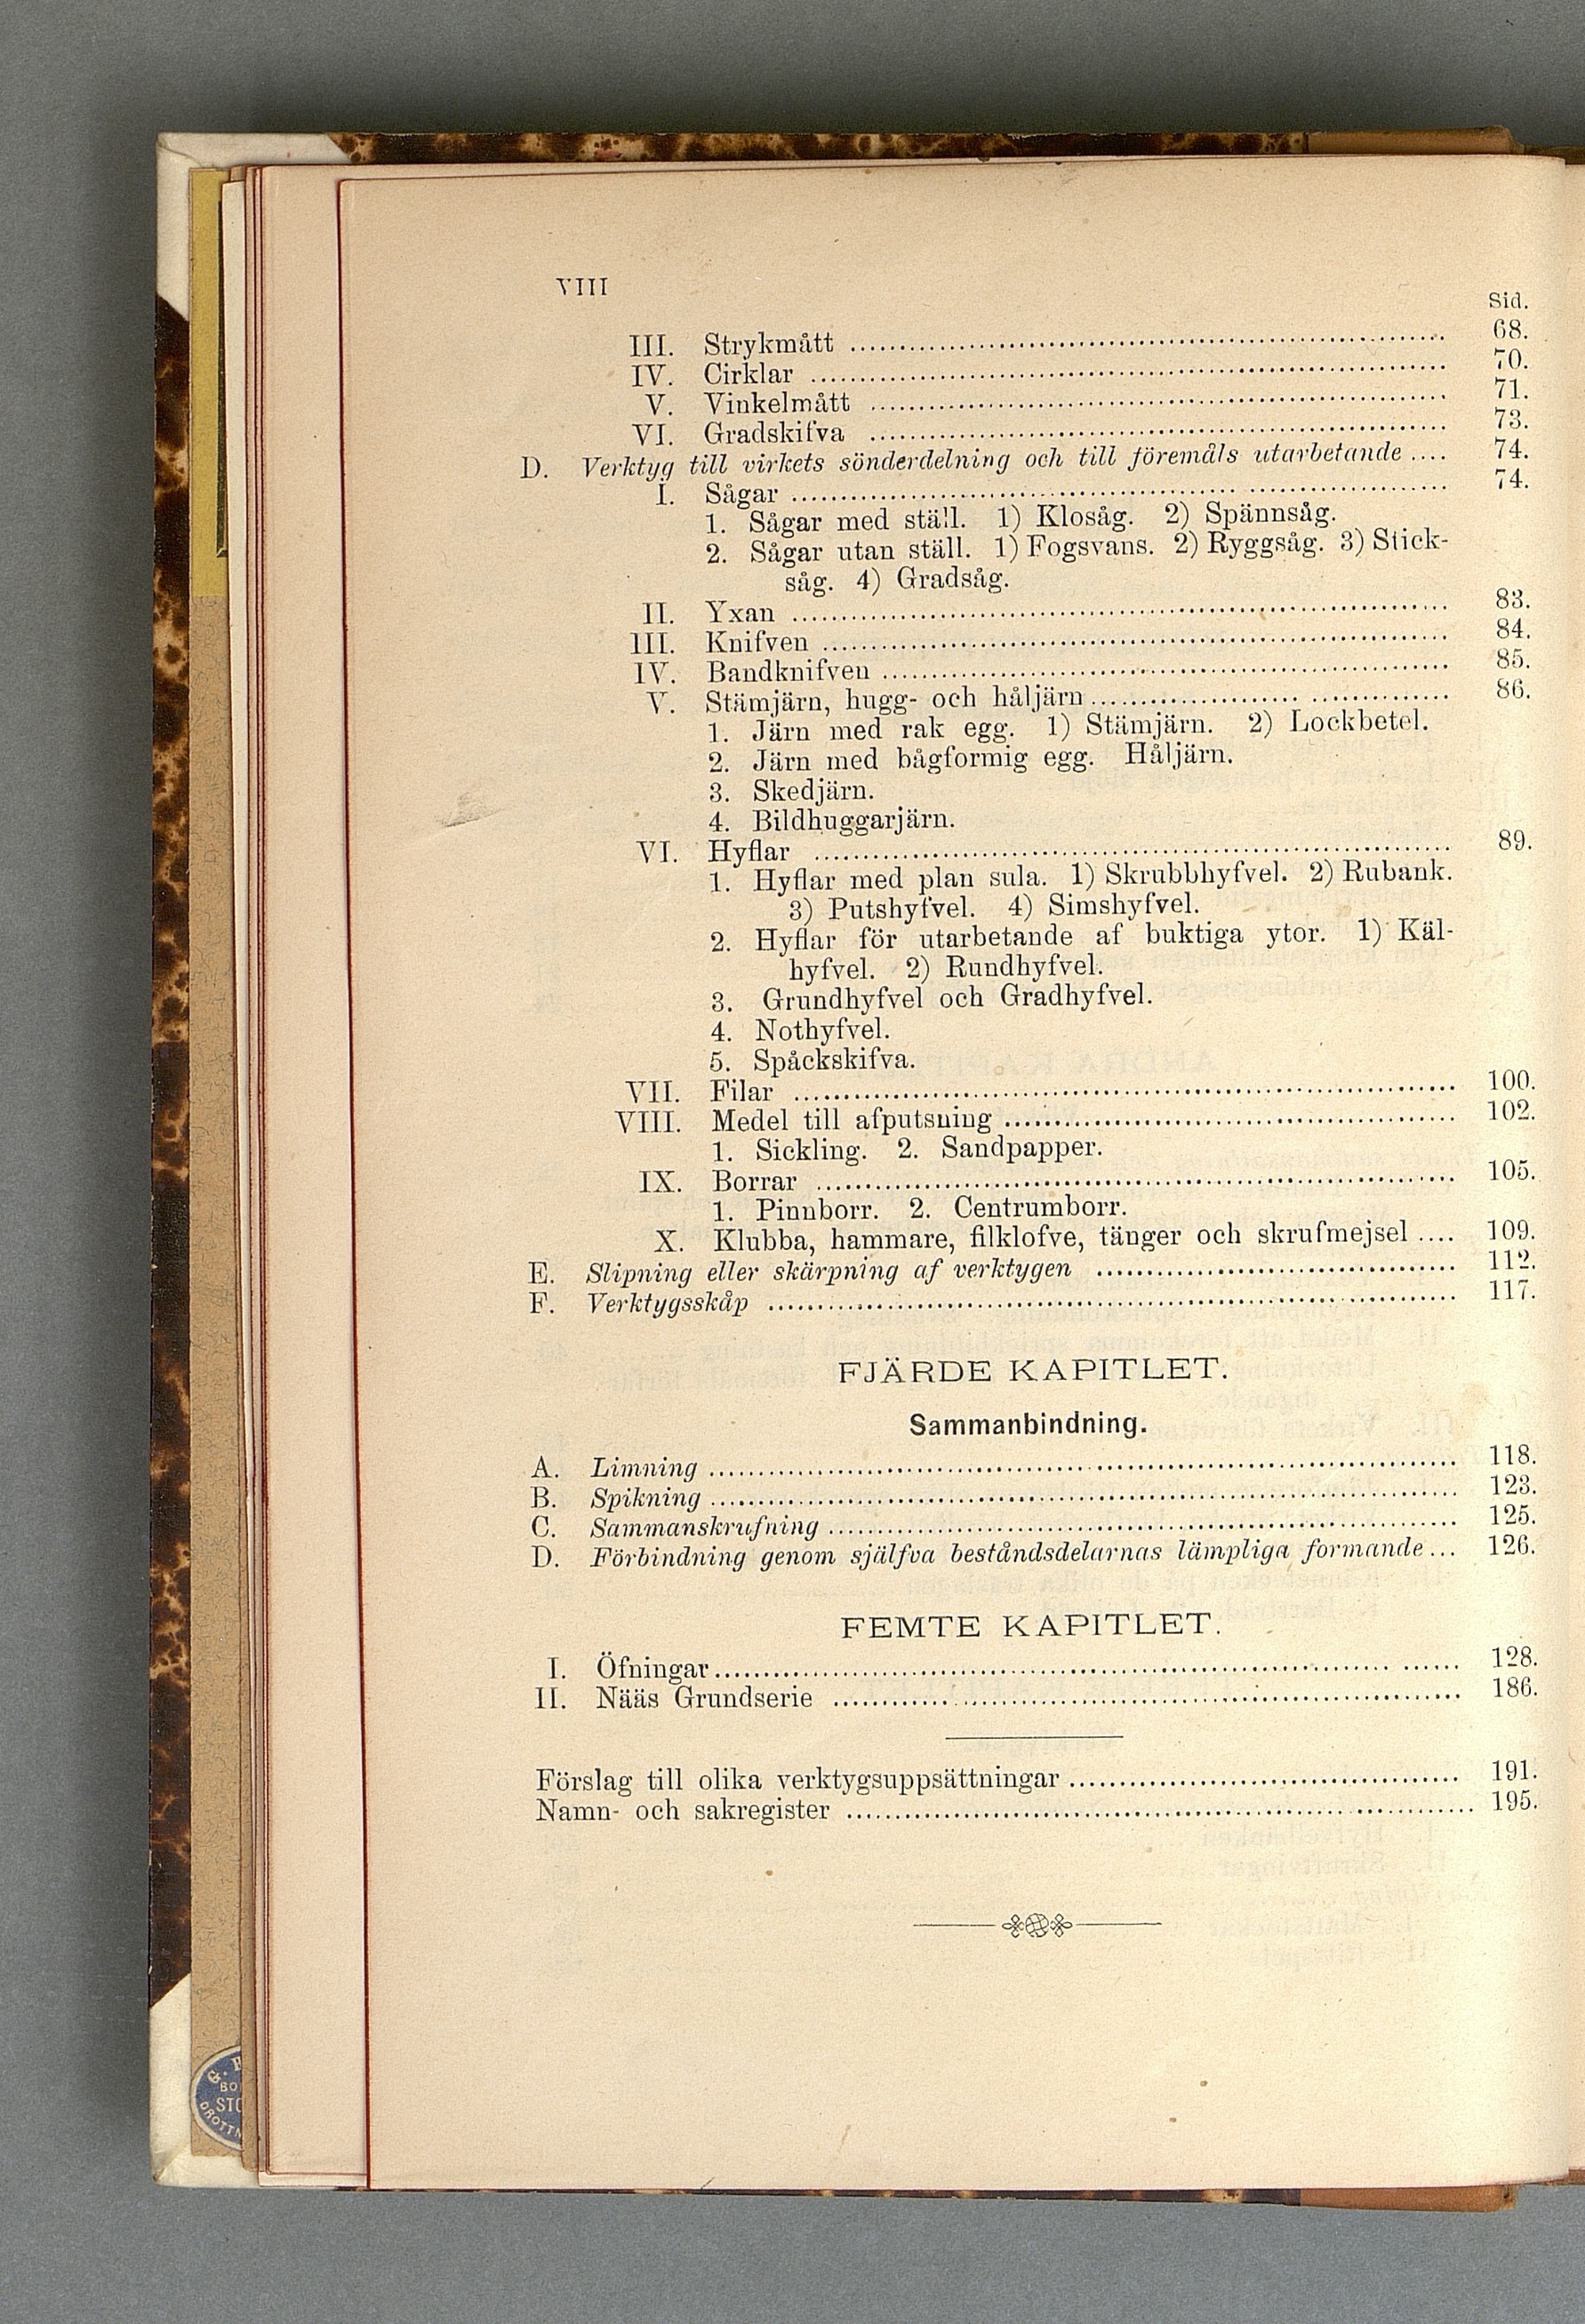 VIII
Sid.
III. Strykmått ........ 68.
IV. Cirklar ........ 70.
V. Vinkelmått ........ 71.
VI. Gradskifva ........ 73.
D. Verktyg till virkets sönderdelning och till föremåls utarbetande .... 74.
I. Sågar ........ 74.
1. Sågar med ställ. 1) Klosåg. 2) Spännsåg.
2. Sågar utan ställ. 1) Fogsvans. 2) Ryggsåg. 3) Stick-
såg. 4) Gradsåg.
II. Yxan ........ 83.
III. Knifven ........ 84.
IV. Bandknifven ........ 85.
V. Stämjärn, hugg- och håljärn ........ 86.
1. Järn med rak egg. 1) Stämjärn. 2) Lockbetel.
2. Järn med bågformig egg. Håljärn.
3. Skedjärn.
4. Bildhuggarjärn.
VI. Hyflar ........ 89.
1. Hyflar med plan sula. 1) Skrubbhyfvel. 2) Rubank.
3) Putshyfvel. 4) Simshyfvel.
2. Hyflar för utarbetande af buktiga ytor. 1) Käl-
hyfvel. 2) Rundhyfvel.
3. Grundhyfvel och Gradhyfvel.
4. Nothyfvel.
5. Spåckskifva.
VII. Filar ........ 100.
VIII. Medel till afputsning ........ 102.
1. Sickling. 2. Sandpapper.
IX. Borrar ........ 105.
1. Pinnborr. 2. Centrumborr.
X. Klubba, hammare, filklofve, tänger och skrufmejsel .... 109.
E. Slipning eller skärpning af verktygen ........ 112.
F. Verktygsskåp ........ 117.
FJÄRDE KAPITLET.
Sammanbindning.
A. Limning ........ 118.
B. Spikning ........ 123.
C. Sammanskrufning ........ 125.
D. Förbindning genom själfva beståndsdelarnas lämpliga formande ... 126.
FEMTE KAPITLET.
I. Öfningar ........ 128.
II. Nääs Grundserie ........ 186.
Förslag till olika verktygsuppsättningar ........ 191.
Namn- och sakregister ........ 195.